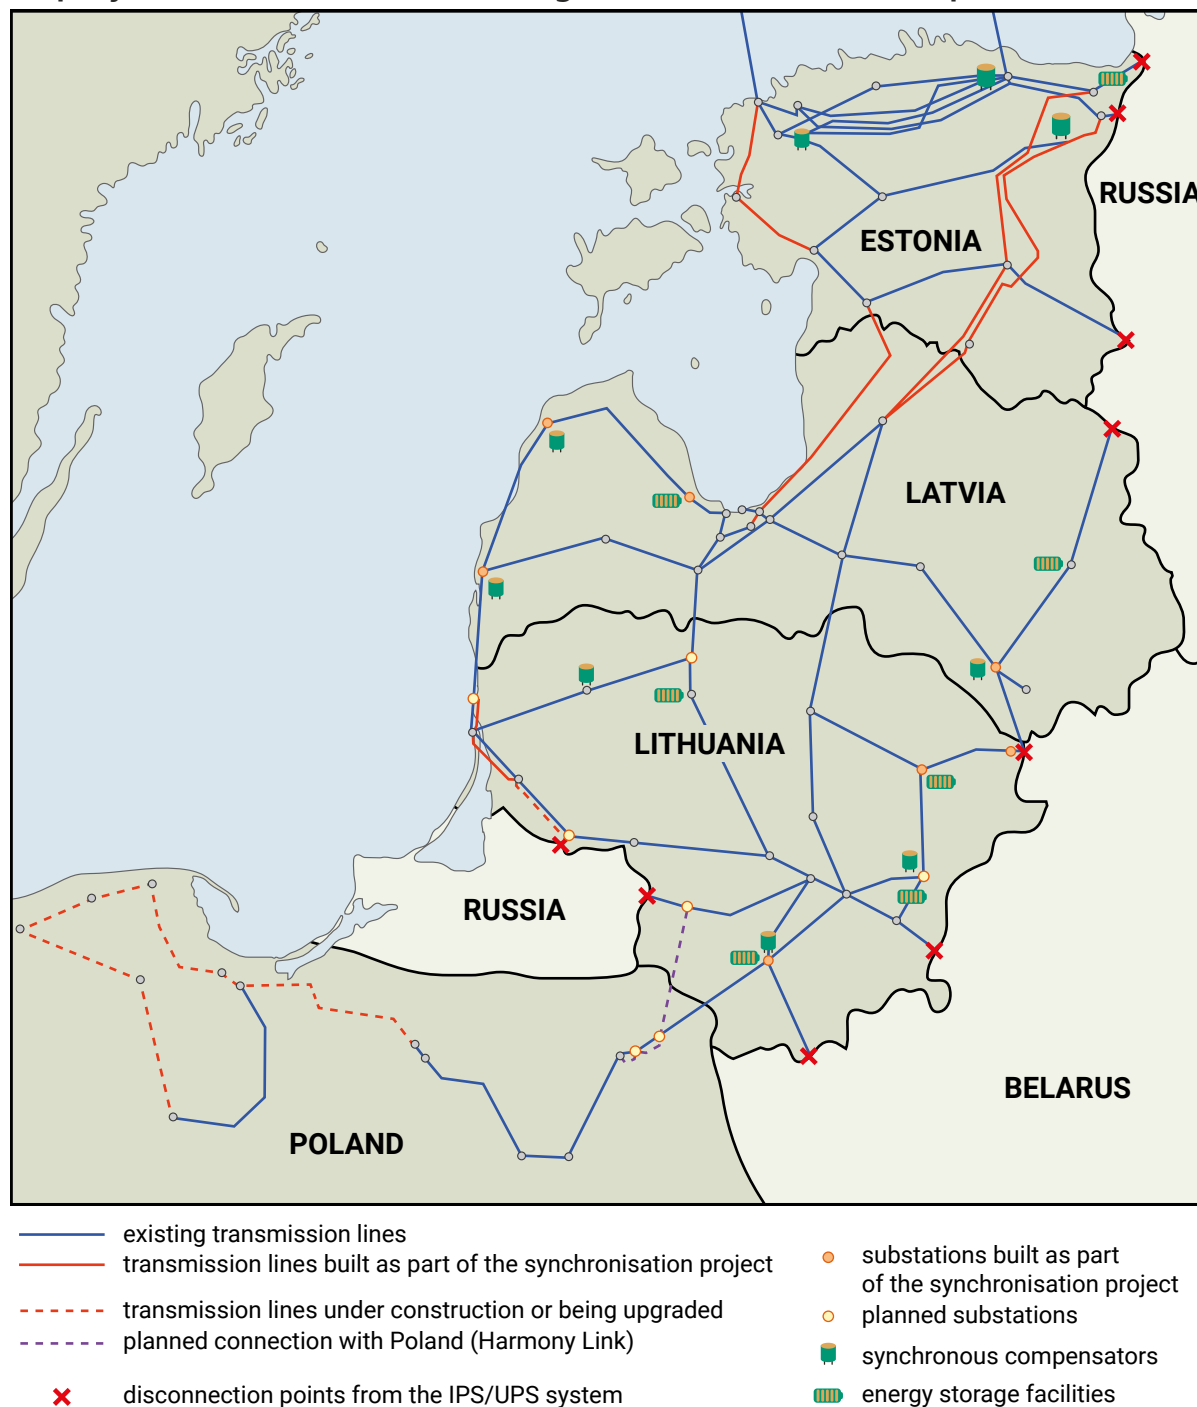 RUSSIA
ESTONIA
LATVIA
LITHUANIA
RUSSIA
BELARUS
POLAND
existing transmission lines
transmission lines built as part of the synchronisation project
transmission lines under construction or being upgraded
planned connection with Poland (Harmony Link)
disconnection points from the IPS/UPS system
substations built as part
of the synchronisation project
planned substations
synchronous compensators
energy storage facilities